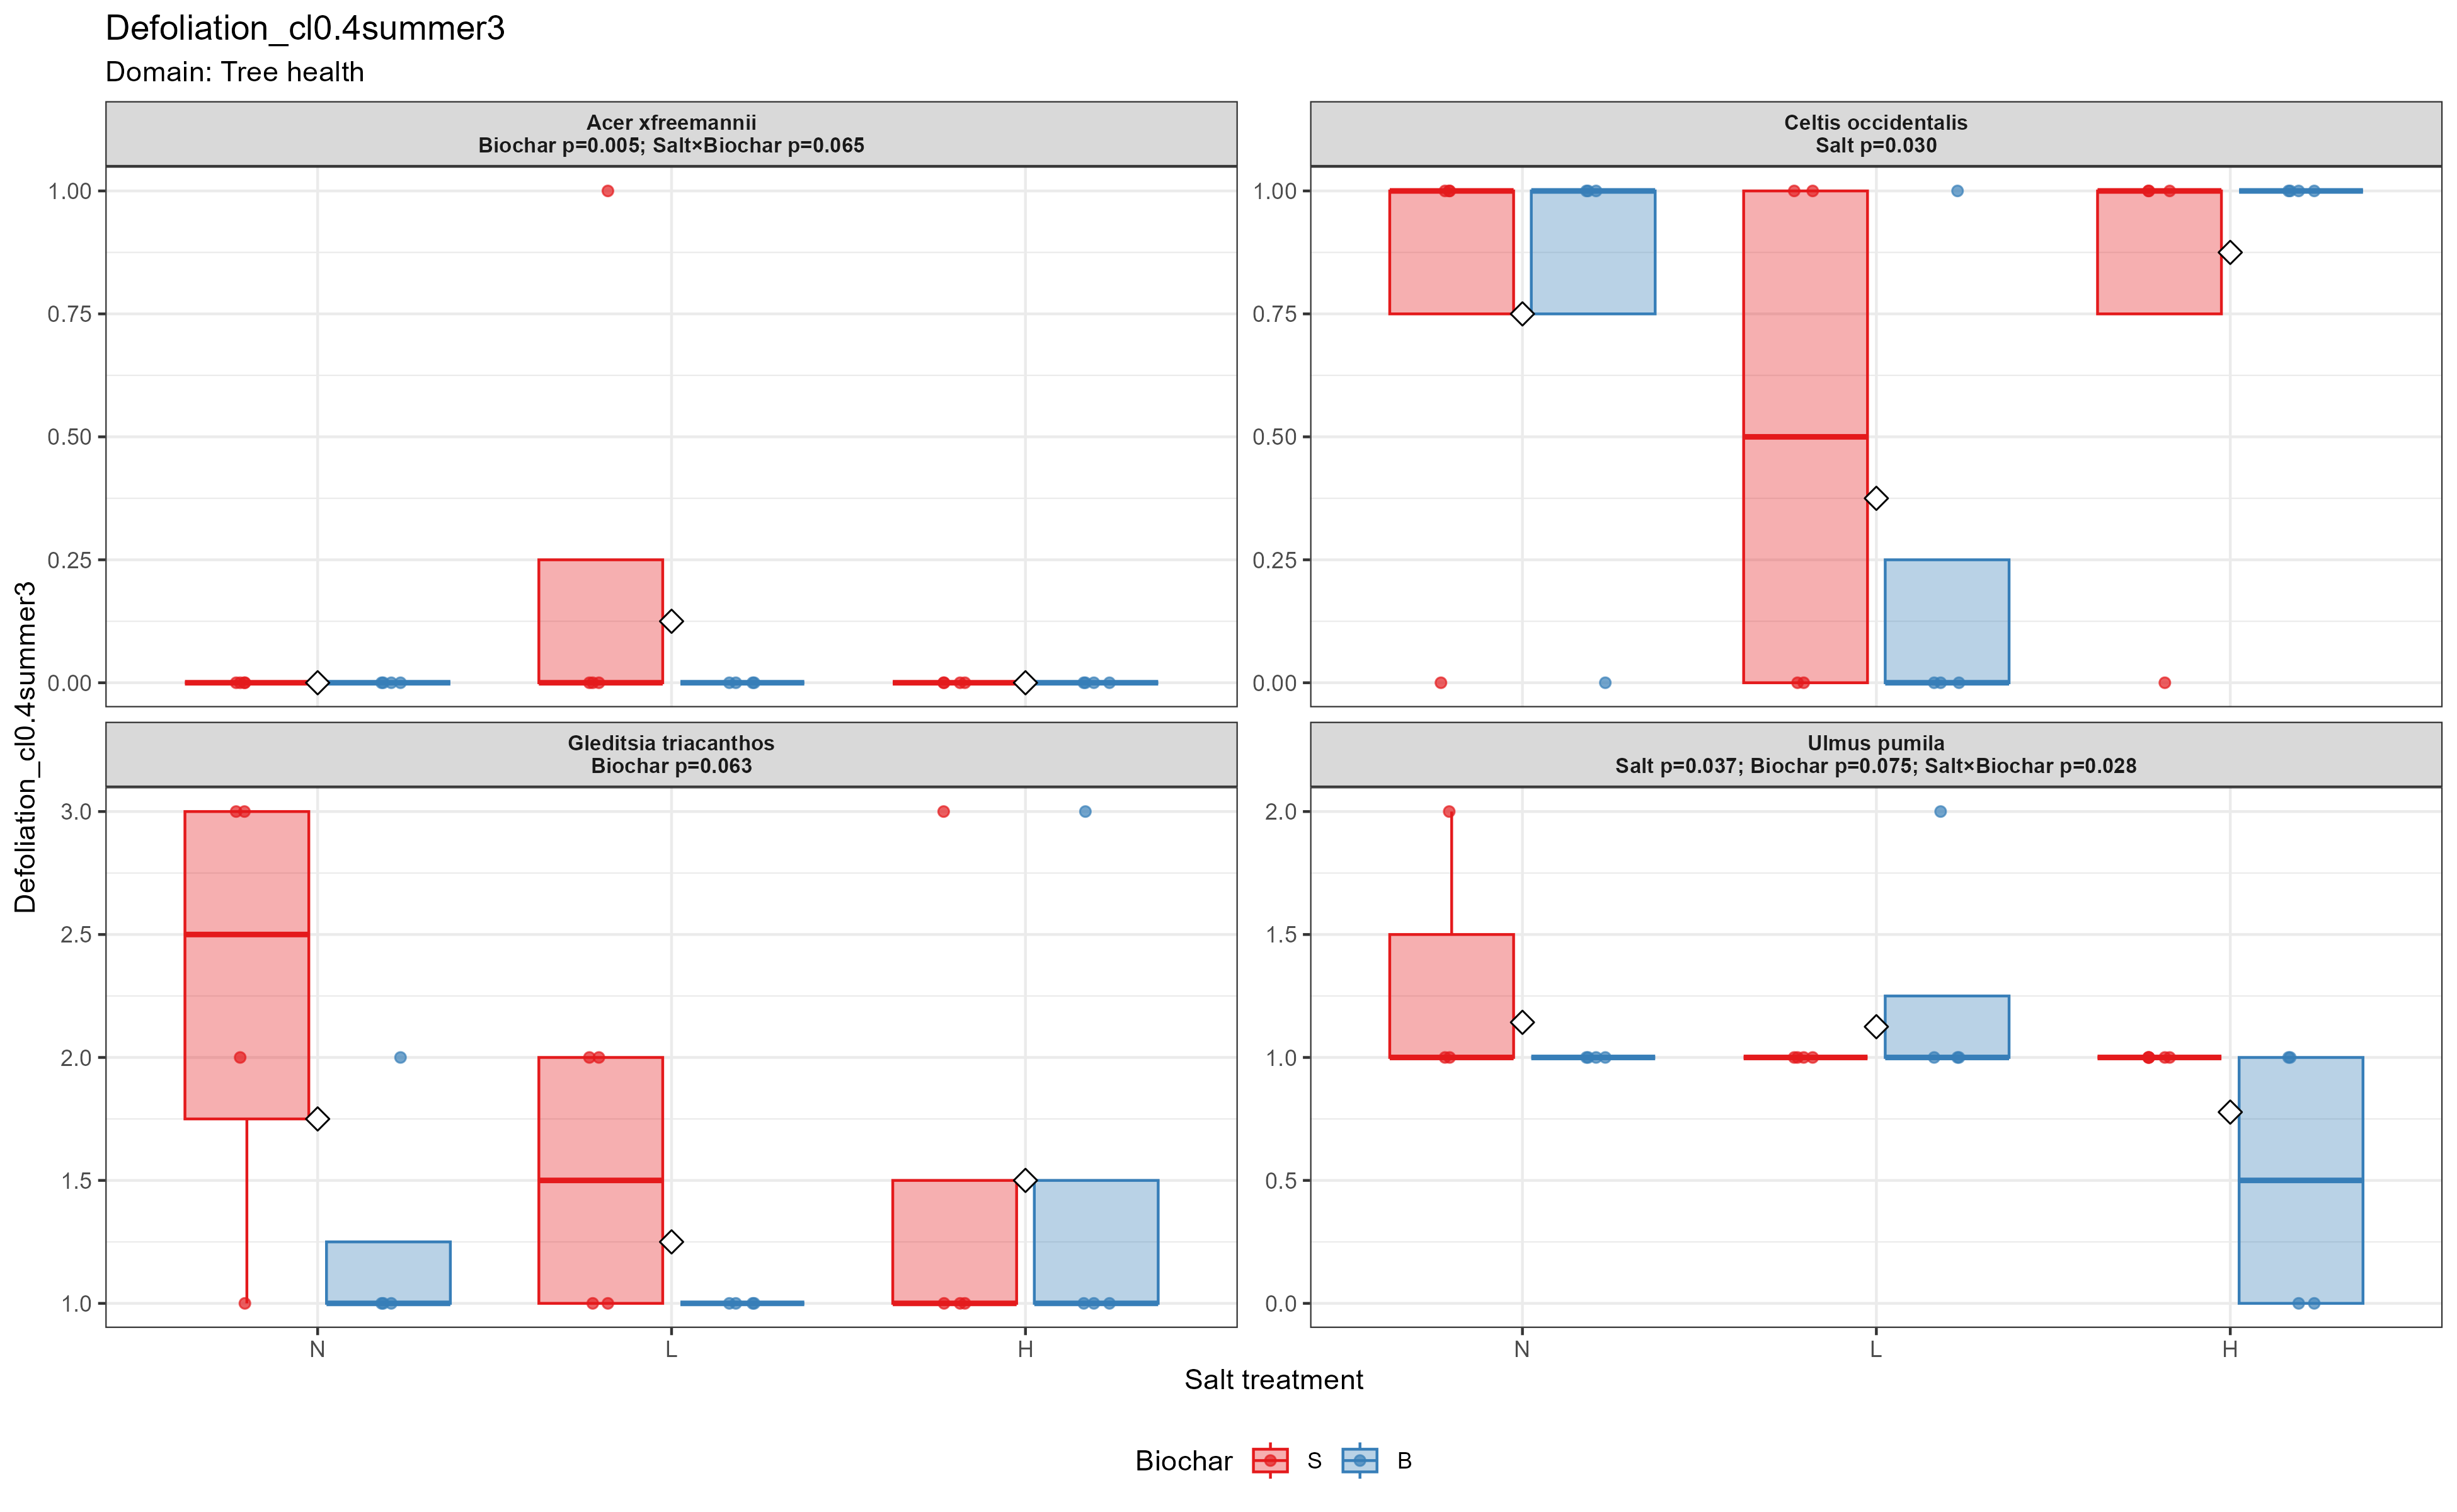 Defoliation_cl0.4summer3
Domain: Tree health
Acer xfreemannii
Biochar p=0.005; Salt×Biochar p=0.065
Celtis occidentalis
Salt p=0.030
1.00
0.75
0.50
0.25
0.00
1.00
0.75
0.50
0.25
0.00
Gleditsia triacanthos
Biochar p=0.063
Ulmus pumila
Salt p=0.037; Biochar p=0.075; Salt×Biochar p=0.028
3.0
2.5
2.0
1.5
1.0
2.0
1.5
1.0
0.5
0.0
Defoliation_cl0.4summer3
N
L
H
N
L
H
Salt treatment
Biochar
S
B